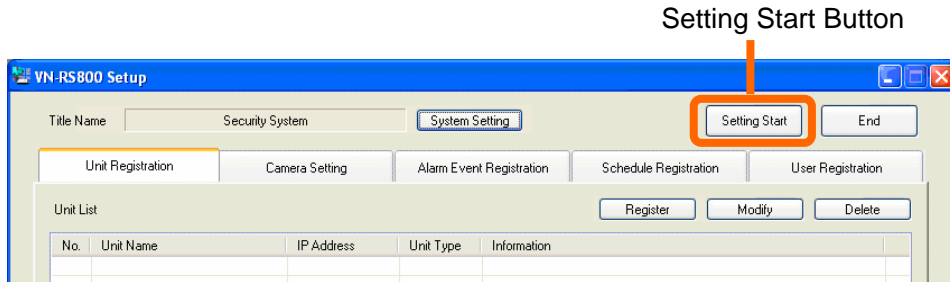 Setting Start Button
VN-RS800 Setup
Title Name Security System System Setting Setting Start End
Unit Registration Camera Setting Alarm Event Registration Schedule Registration User Registration
Unit List Register Modify Delete
No. Unit Name IP Address Unit Type Information